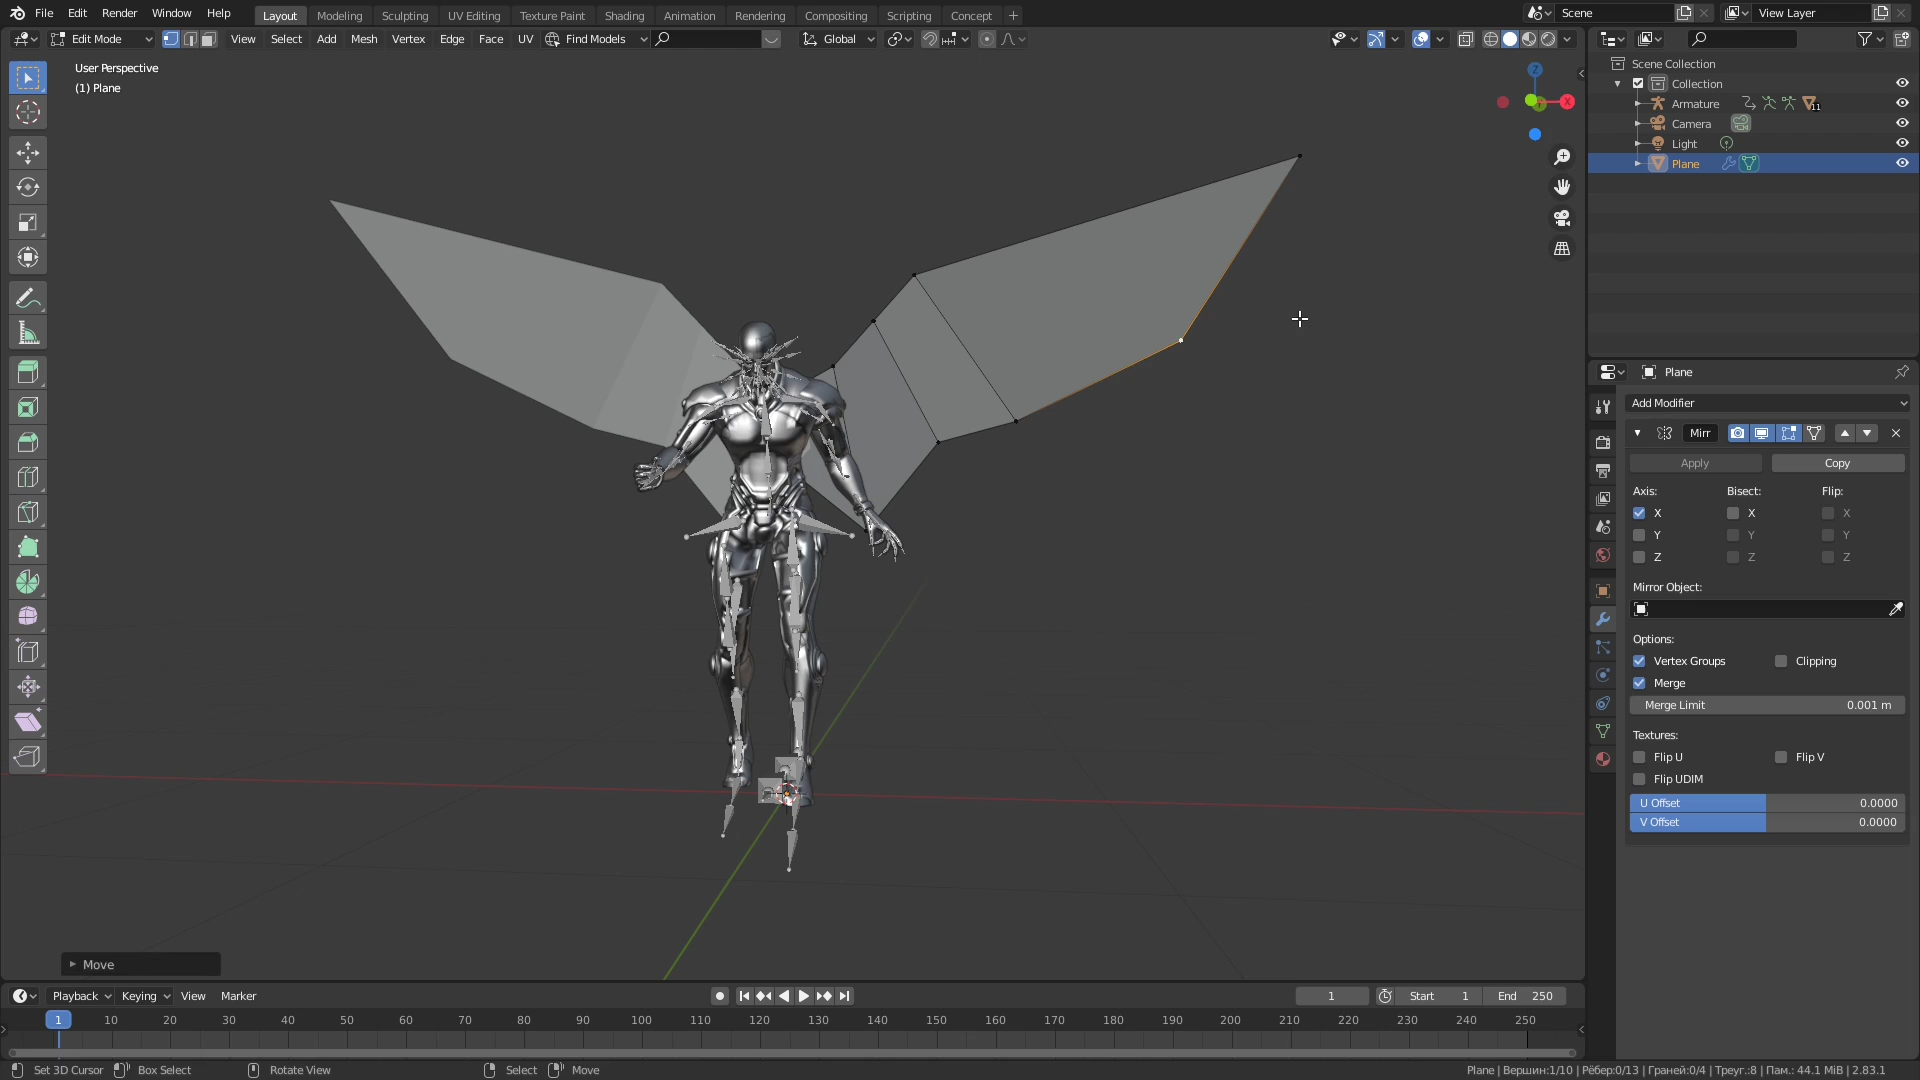 File Edit Render Window Help Layout Modeling Sculpting UV Editing Texture Paint Shading Animation Rendering Compositing Scripting Concept + Scene View Layer
Edit Mode View Select Add Mesh Vertex Edge Face UV Find Models Global
User Perspective
(1) Plane
Z
X
Scene Collection
Collection
Armature 11
Camera
Light
Plane
Plane
Add Modifier
Mirr
Apply Copy
Axis: Bisect: Flip:
X X X
Y Y Y
Z Z Z
Mirror Object:
Options:
Vertex Groups Clipping
Merge
Merge Limit 0.001 m
Textures:
Flip U Flip V
Flip UDIM
U Offset 0.0000
V Offset 0.0000
Move
Playback Keying View Marker 1 Start 1 End 250
1 10 20 30 40 50 60 70 80 90 100 110 120 130 140 150 160 170 180 190 200 210 220 230 240 250
Set 3D Cursor Box Select Rotate View Select Move Plane | Вершин:1/10 | Рёбер:0/13 | Граней:0/4 | Треуг.:8 | Пам.: 44.1 MiB | 2.83.1